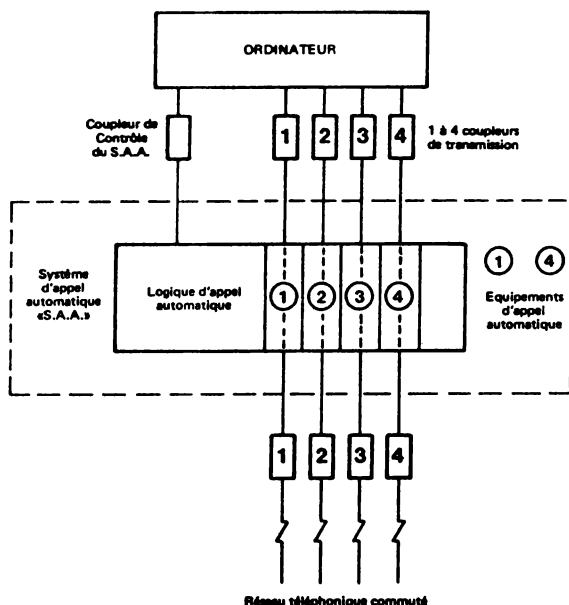 ORDINATEUR
Coupleur de
Contrôle
du S.A.A.
1 2 3 4
1 à 4 coupleurs
de transmission
Système
d'appel
automatique
«S.A.A.»
Logique d'appel
automatique
1 2 3 4
1 4
Equipements
d'appel
automatique
1 2 3 4
Réseau téléphonique commuté